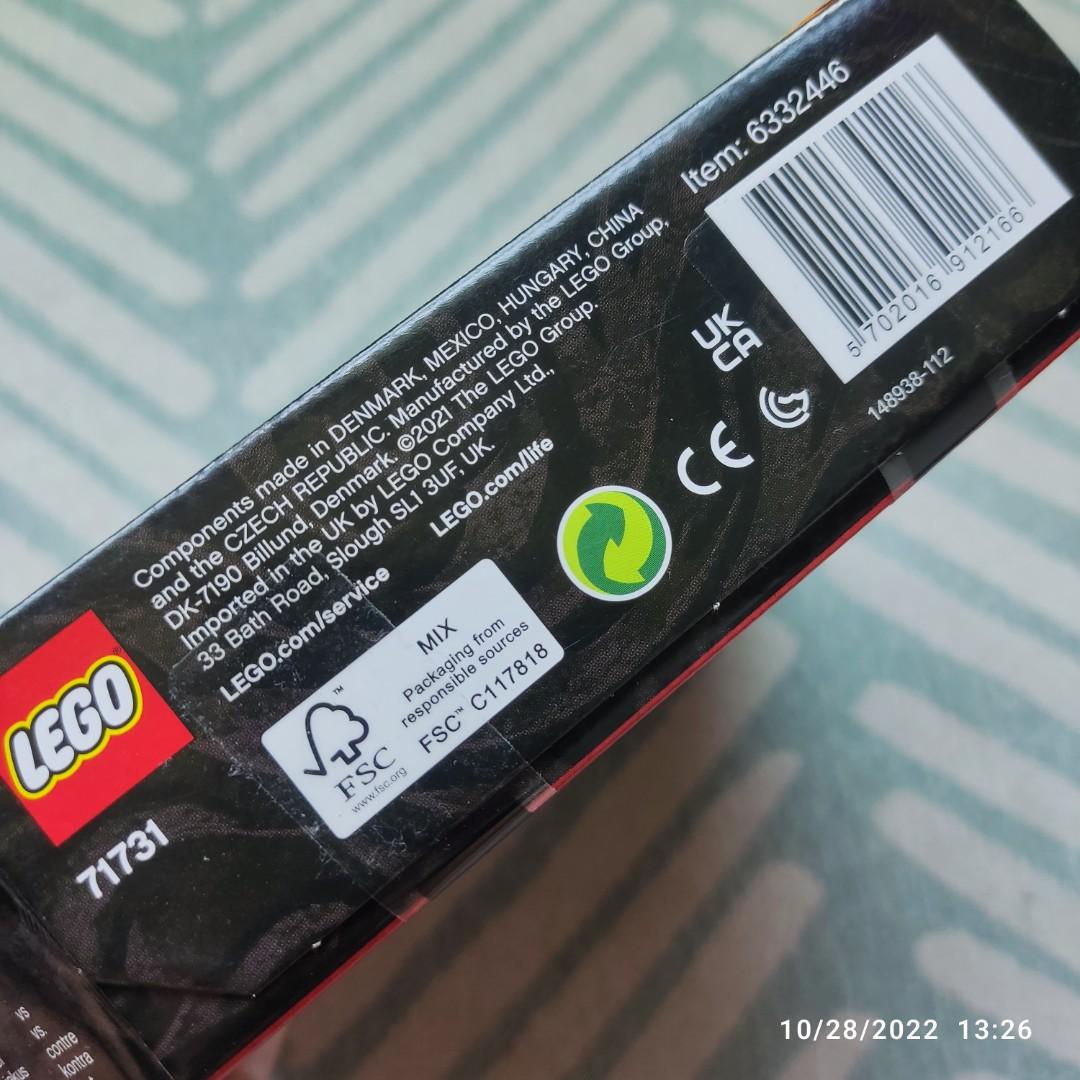 Item: 6332446
5 702016 912166
148938-112
UK
CA
CE
Components made in DENMARK, MEXICO, HUNGARY, CHINA
and the CZECH REPUBLIC. Manufactured by the LEGO Group,
DK-7190 Billund, Denmark. ©2021 The LEGO Group.
Imported in the UK by LEGO Company Ltd.,
33 Bath Road, Slough SL1 3UF, UK.
LEGO.com/service LEGO.com/life
LEGO®
71731
™
FSC
www.fsc.org
MIX
Packaging from
responsible sources
FSC™ C117818
vs
vs.
contre
kontra
10/28/2022 13:26